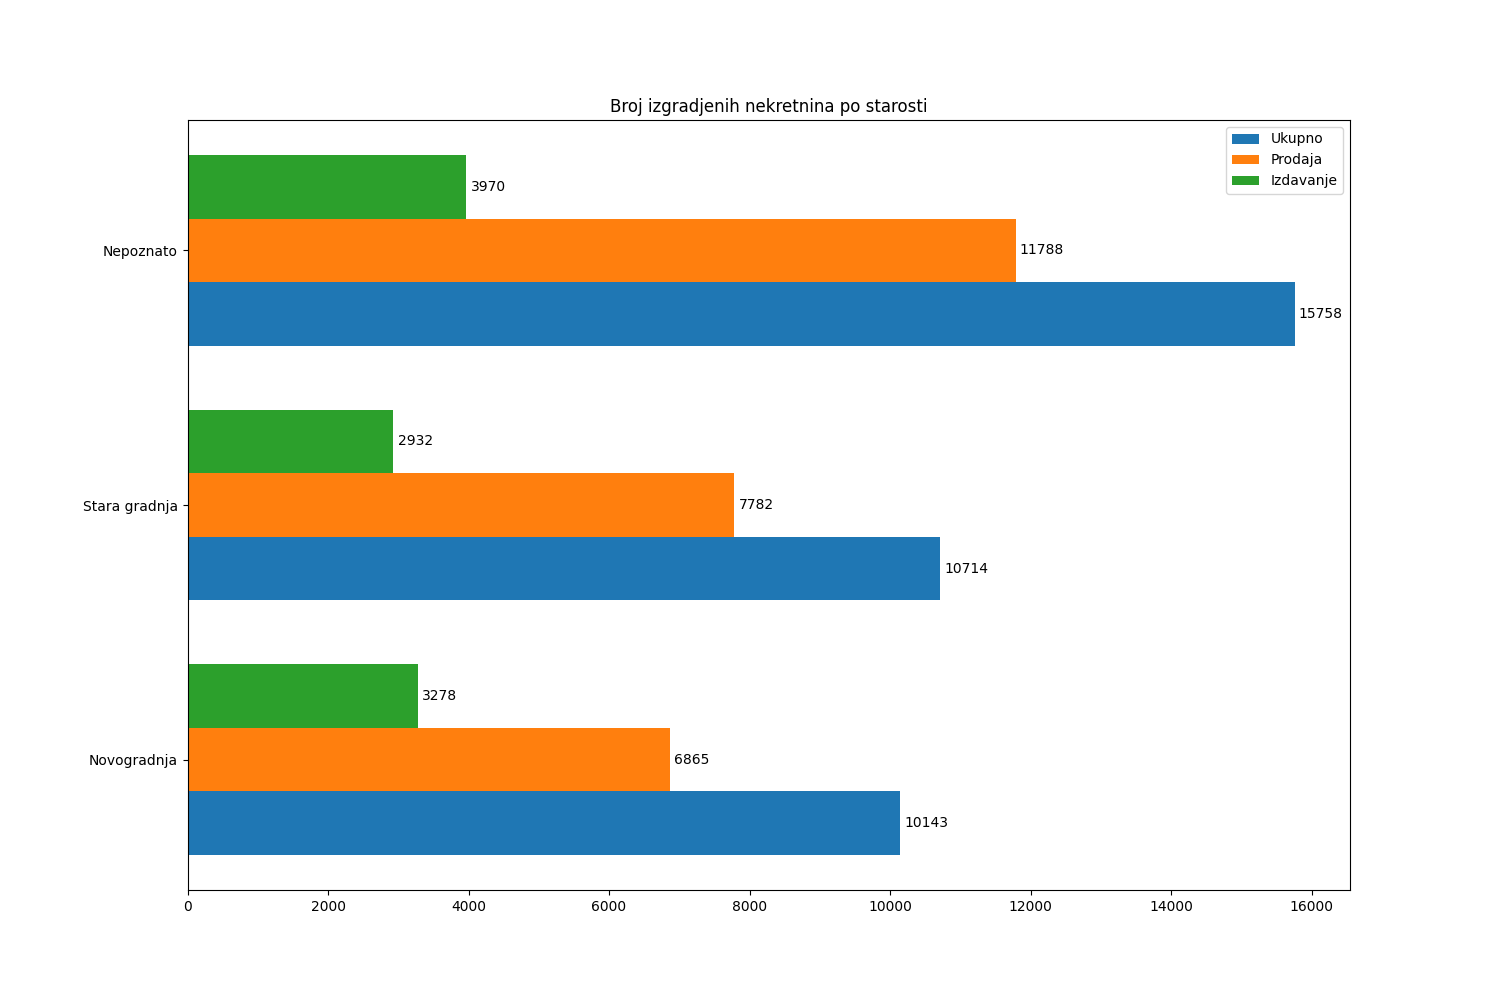 Broj izgradjenih nekretnina po starosti
Ukupno
Prodaja
Izdavanje
3970
Nepoznato
11788
15758
2932
Stara gradnja
7782
10714
3278
Novogradnja
6865
10143
0 2000 4000 6000 8000 10000 12000 14000 16000